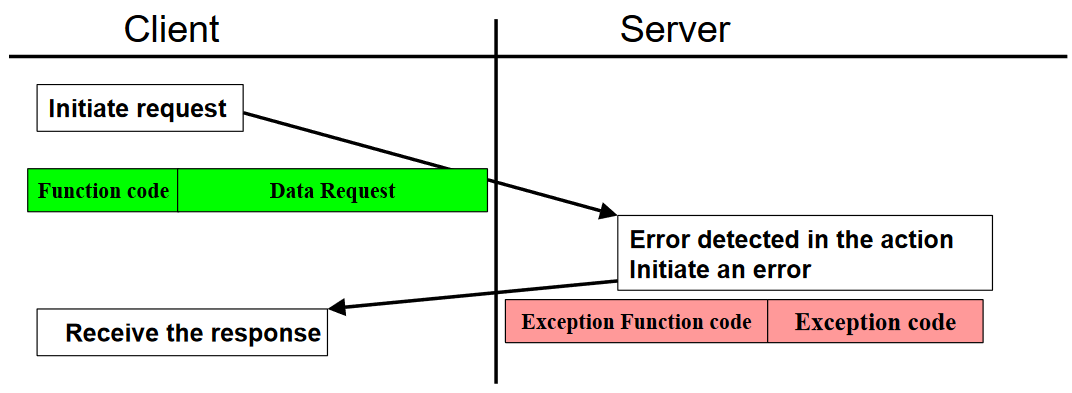 Client
Server
Initiate request
Function code
Data Request
Error detected in the action
Initiate an error
Exception Function code
Exception code
Receive the response